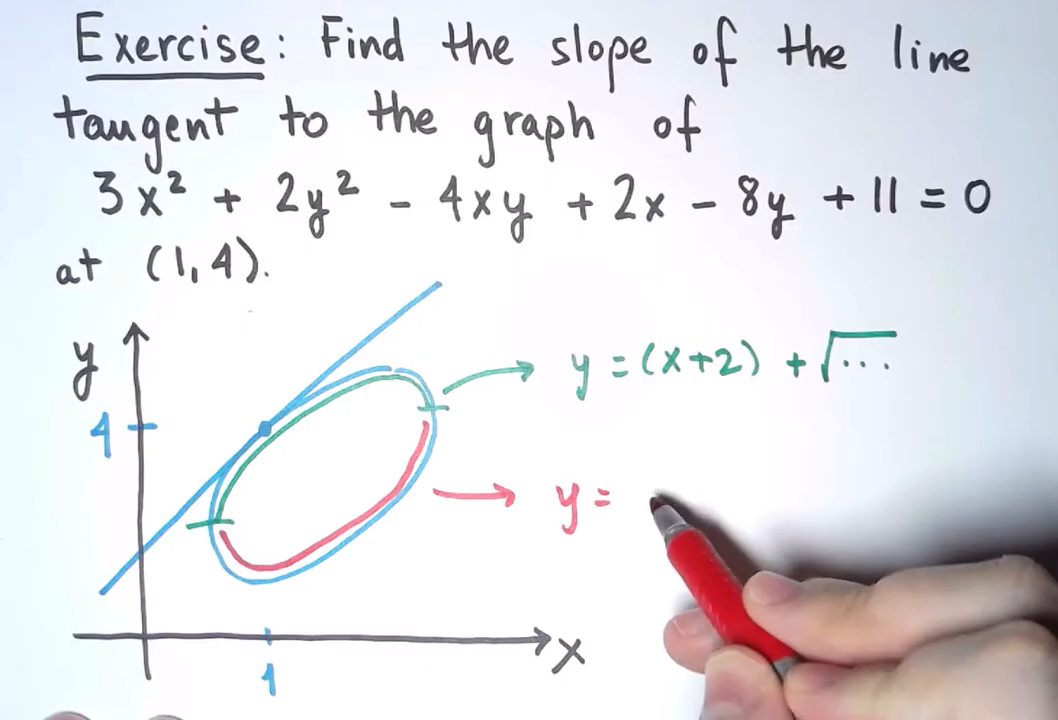 Exercise: Find the slope of the line
tangent to the graph of
3x² + 2y² - 4xy + 2x - 8y + 11 = 0
at (1,4).
y
y = (x+2) + √...
4
y =
x
1